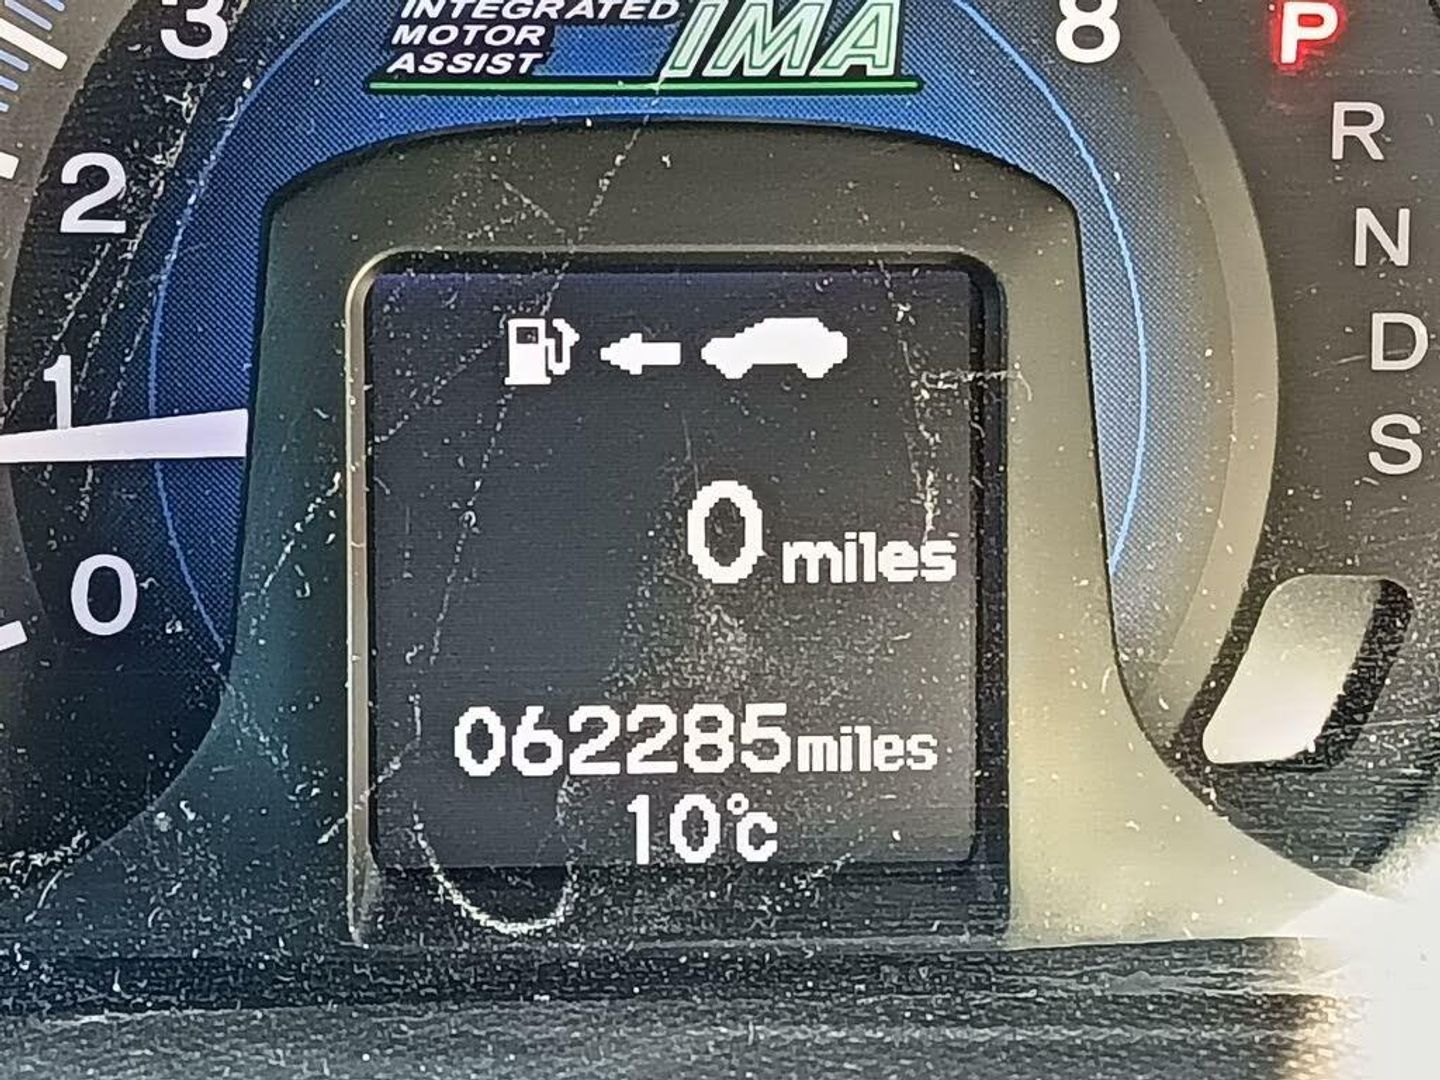 INTEGRATED
MOTOR
ASSIST
IMA
3
2
1
0
8
P
R
N
D
S
0 miles
062285 miles
10°C